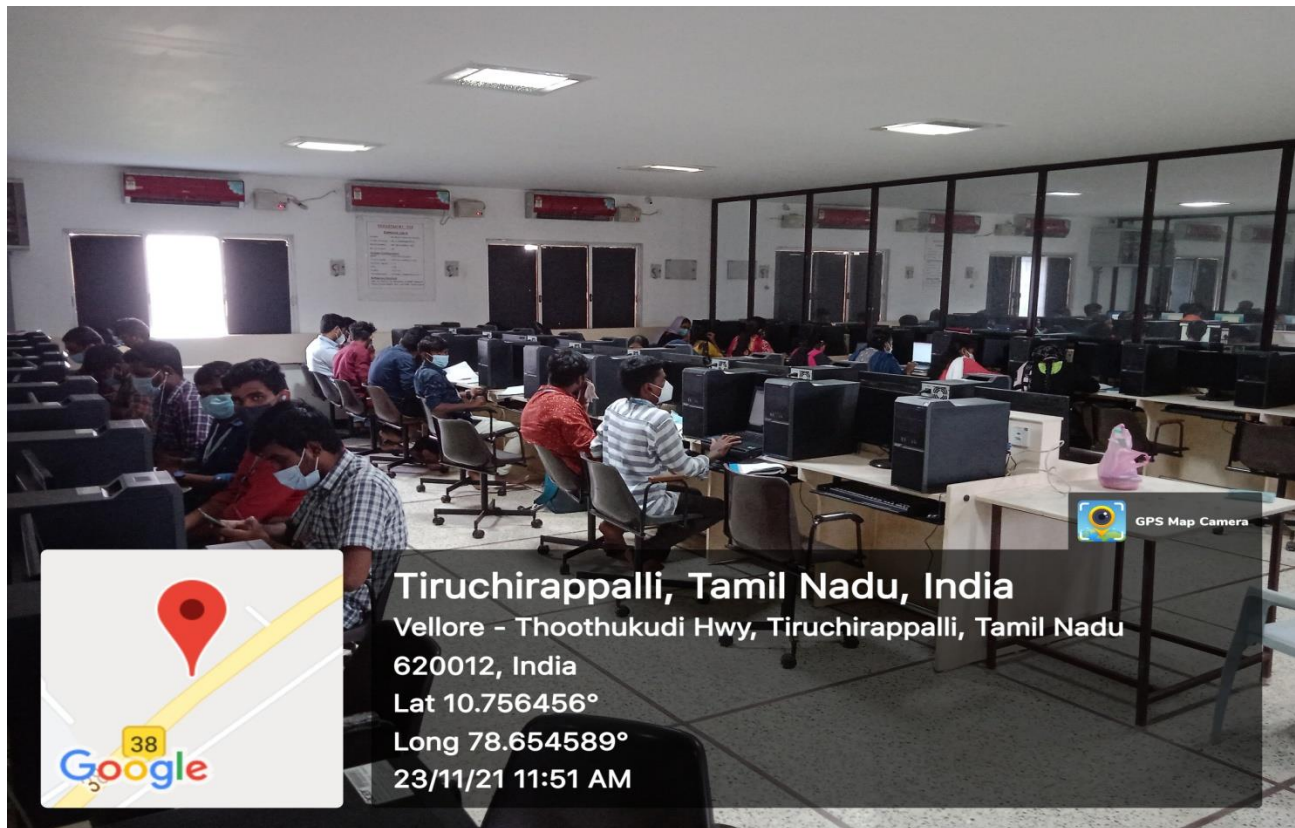 GPS Map Camera
Tiruchirappalli, Tamil Nadu, India
Vellore – Thoothukudi Hwy, Tiruchirappalli, Tamil Nadu
620012, India
Lat 10.756456°
Long 78.654589°
23/11/21 11:51 AM
38
Google